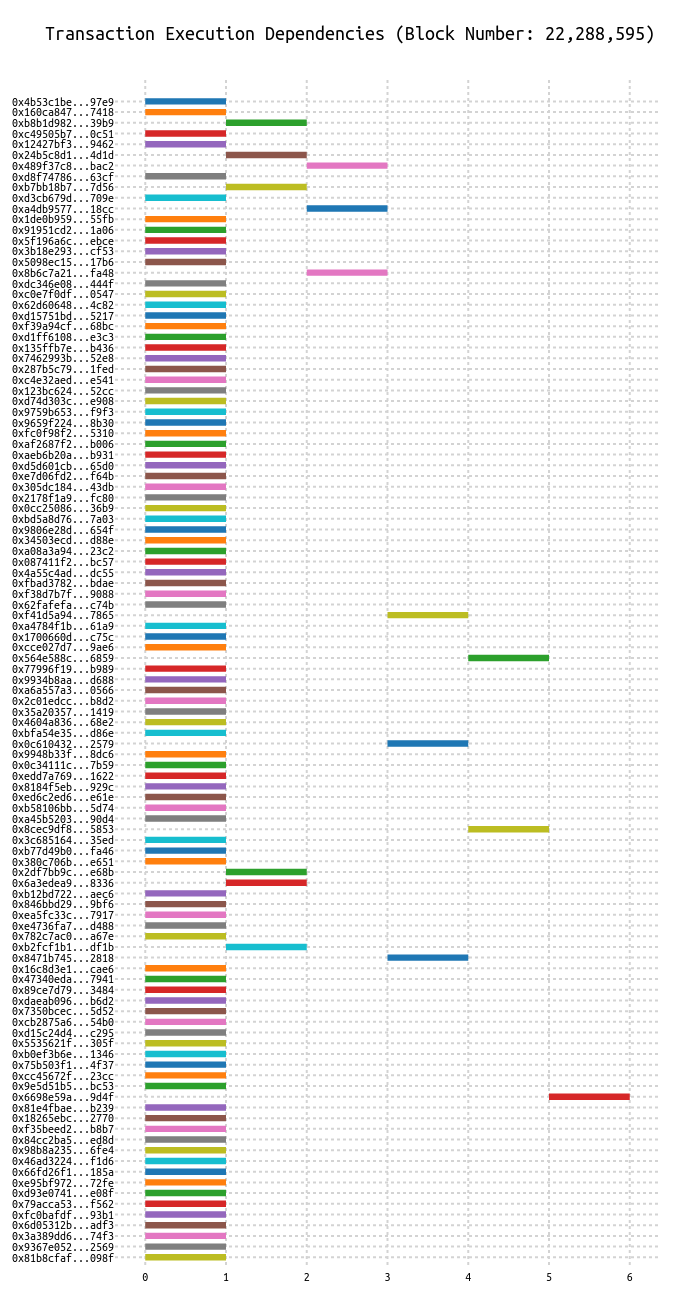 Transaction Execution Dependencies (Block Number: 22,288,595)
0x4b53c1be...97e9
0x160ca847...7418
0xb8b1d982...39b9
0xc49505b7...0c51
0x12427bf3...9462
0x24b5c8d1...4d1d
0x489f37c8...bac2
0xd8f74786...63cf
0xb7bb18b7...7d56
0xd3cb679d...709e
0xa4db9577...18cc
0x1de0b959...55fb
0x91951cd2...1a06
0x5f196a6c...ebce
0x3b18e293...cf53
0x5098ec15...17b6
0x8b6c7a21...fa48
0xdc346e08...444f
0xc0e7f0df...0547
0x62d60648...4c82
0xd15751bd...5217
0xf39a94cf...68bc
0xd1ff6108...e3c3
0x135ffb7e...b436
0x7462993b...52e8
0x287b5c79...1fed
0xc4e32aed...e541
0x123bc624...52cc
0xd74d303c...e908
0x9759b653...f9f3
0x9659f224...8b30
0xfc0f98f2...5310
0xaf2687f2...b006
0xaeb6b20a...b931
0xd5d601cb...65d0
0xe7d06fd2...f64b
0x305dc184...43db
0x2178f1a9...fc80
0x0cc25086...36b9
0xbd5a8d76...7a03
0x9806e28d...654f
0x34503ecd...d88e
0xa08a3a94...23c2
0x087411f2...bc57
0x4a55c4ad...dc55
0xfbad3782...bdae
0xf38d7b7f...9088
0x62fafefa...c74b
0xf41d5a94...7865
0xa4784f1b...61a9
0x1700660d...c75c
0xcce027d7...9ae6
0x564e588c...6859
0x77996f19...b989
0x9934b8aa...d688
0xa6a557a3...0566
0x2c01edcc...b8d2
0x35a20357...1419
0x4604a836...68e2
0xbfa54e35...d86e
0x0c610432...2579
0x9948b33f...8dc6
0x0c34111c...7b59
0xedd7a769...1622
0x8184f5eb...929c
0xed6c2ed6...e61e
0xb58106bb...5d74
0xa45b5203...90d4
0x8cec9df8...5853
0x3c685164...35ed
0xb77d49b0...fa46
0x380c706b...e651
0x2df7bb9c...e68b
0x6a3edea9...8336
0xb12bd722...aec6
0x846bbd29...9bf6
0xea5fc33c...7917
0xe4736fa7...d488
0x782c7ac0...a67e
0xb2fcf1b1...df1b
0x8471b745...2818
0x16c8d3e1...cae6
0x47340eda...7941
0x89ce7d79...3484
0xdaeab096...b6d2
0x7350bcec...5d52
0xcb2875a6...54b0
0xd15c24d4...c295
0x5535621f...305f
0xb0ef3b6e...1346
0x75b503f1...4f37
0xcc45672f...23cc
0x9e5d51b5...bc53
0x6698e59a...9d4f
0x81e4fbae...b239
0x18265ebc...2770
0xf35beed2...b8b7
0x84cc2ba5...ed8d
0x98b8a235...6fe4
0x46ad3224...f1d6
0x66fd26f1...185a
0xe95bf972...72fe
0xd93e0741...e08f
0x79acca53...f562
0xfc0bafdf...93b1
0x6d05312b...adf3
0x3a389dd6...74f3
0x9367e052...2569
0x81b8cfaf...098f
0 1 2 3 4 5 6